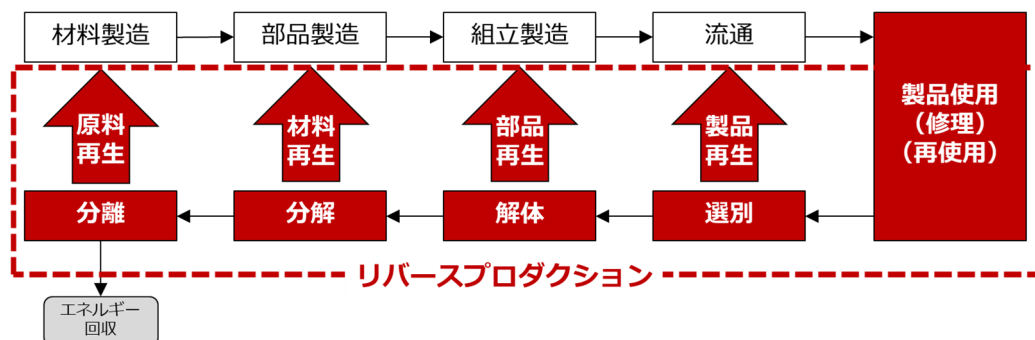 材料製造
部品製造
組立製造
流通
製品使用
（修理）
（再使用）
原料
再生
材料
再生
部品
再生
製品
再生
分離
分解
解体
選別
リバースプロダクション
エネルギー
回収